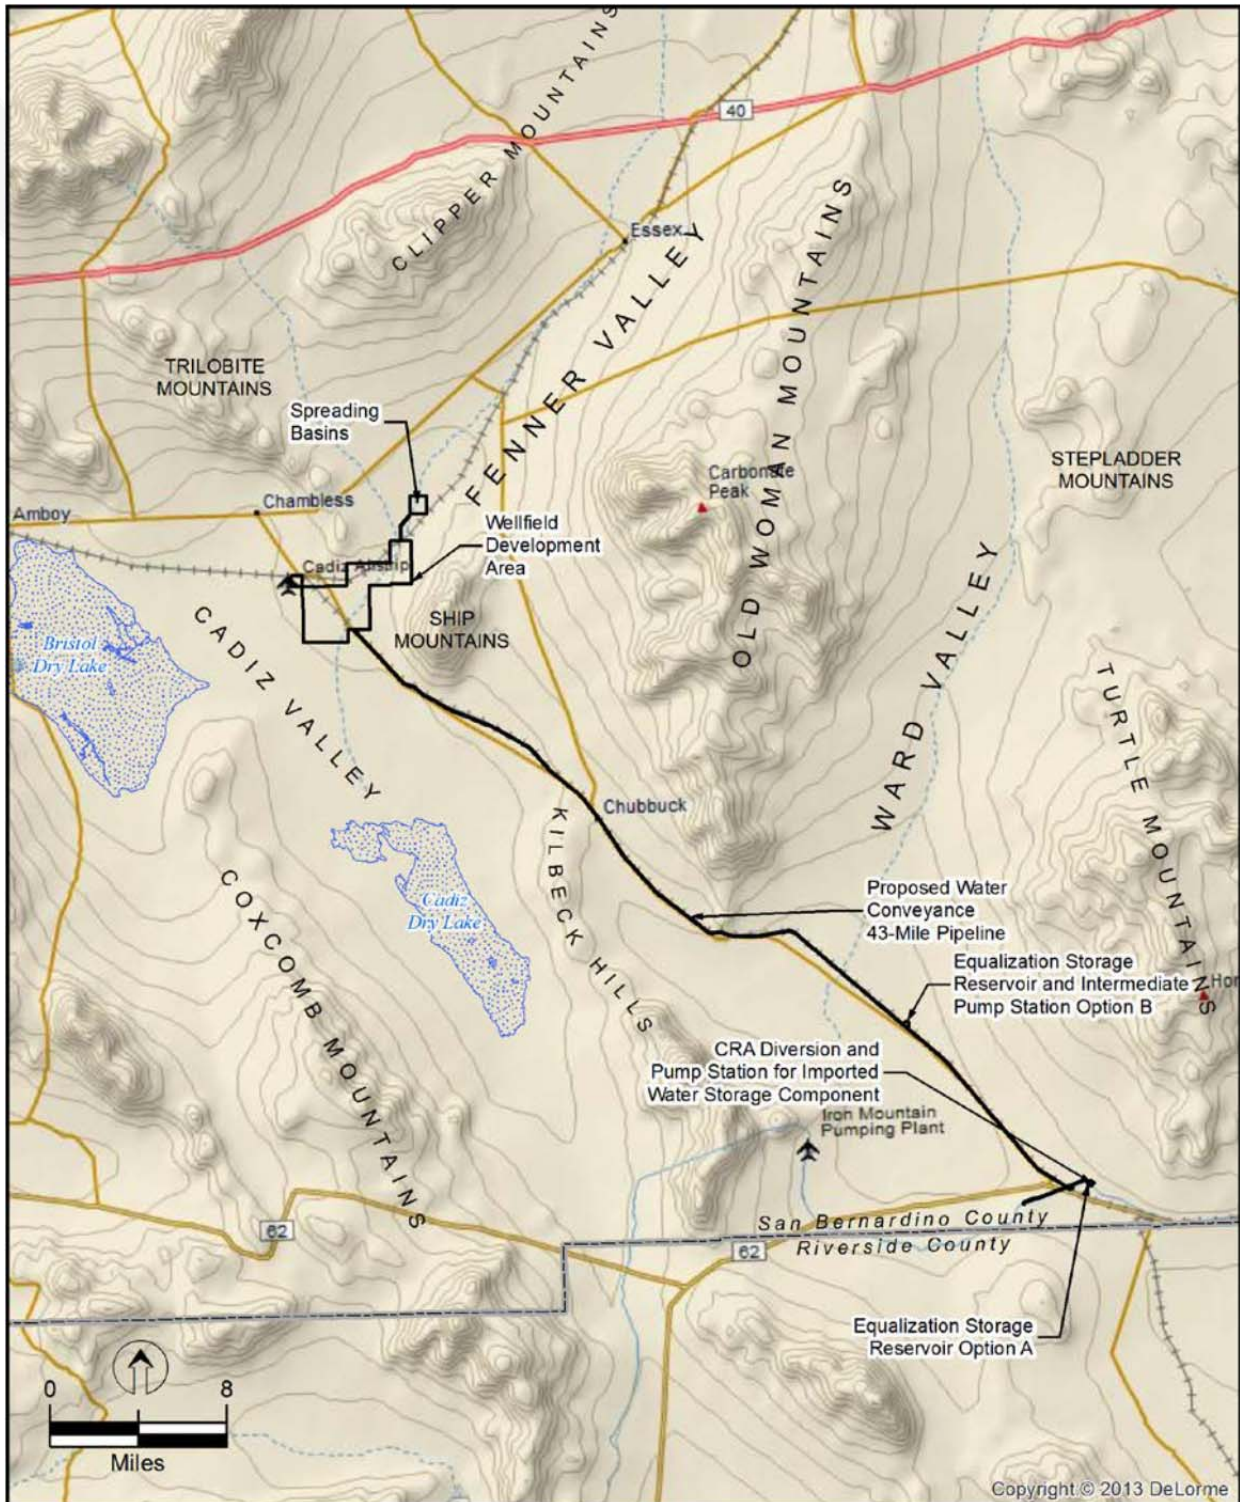 CLIPPER MOUNTAINS
40
Essex
FENNER VALLEY
OLD WOMAN MOUNTAINS
TRILOBITE
MOUNTAINS
Spreading
Basins
Carbonate
Peak
STEPLADDER
MOUNTAINS
Chambless
Amboy
Wellfield
Development
Area
Cadiz Airstrip
SHIP
MOUNTAINS
Bristol
Dry Lake
CADIZ VALLEY
WARD VALLEY
TURTLE MOUNTAINS
Chubbuck
KILBECK HILLS
COXCOMB MOUNTAINS
Cadiz
Dry Lake
Proposed Water
Conveyance
43-Mile Pipeline
Equalization Storage
Reservoir and Intermediate
Pump Station Option B
Hor
CRA Diversion and
Pump Station for Imported
Water Storage Component
Iron Mountain
Pumping Plant
62
San Bernardino County
Riverside County
62
Equalization Storage
Reservoir Option A
0 8
Miles
Copyright © 2013 DeLorme